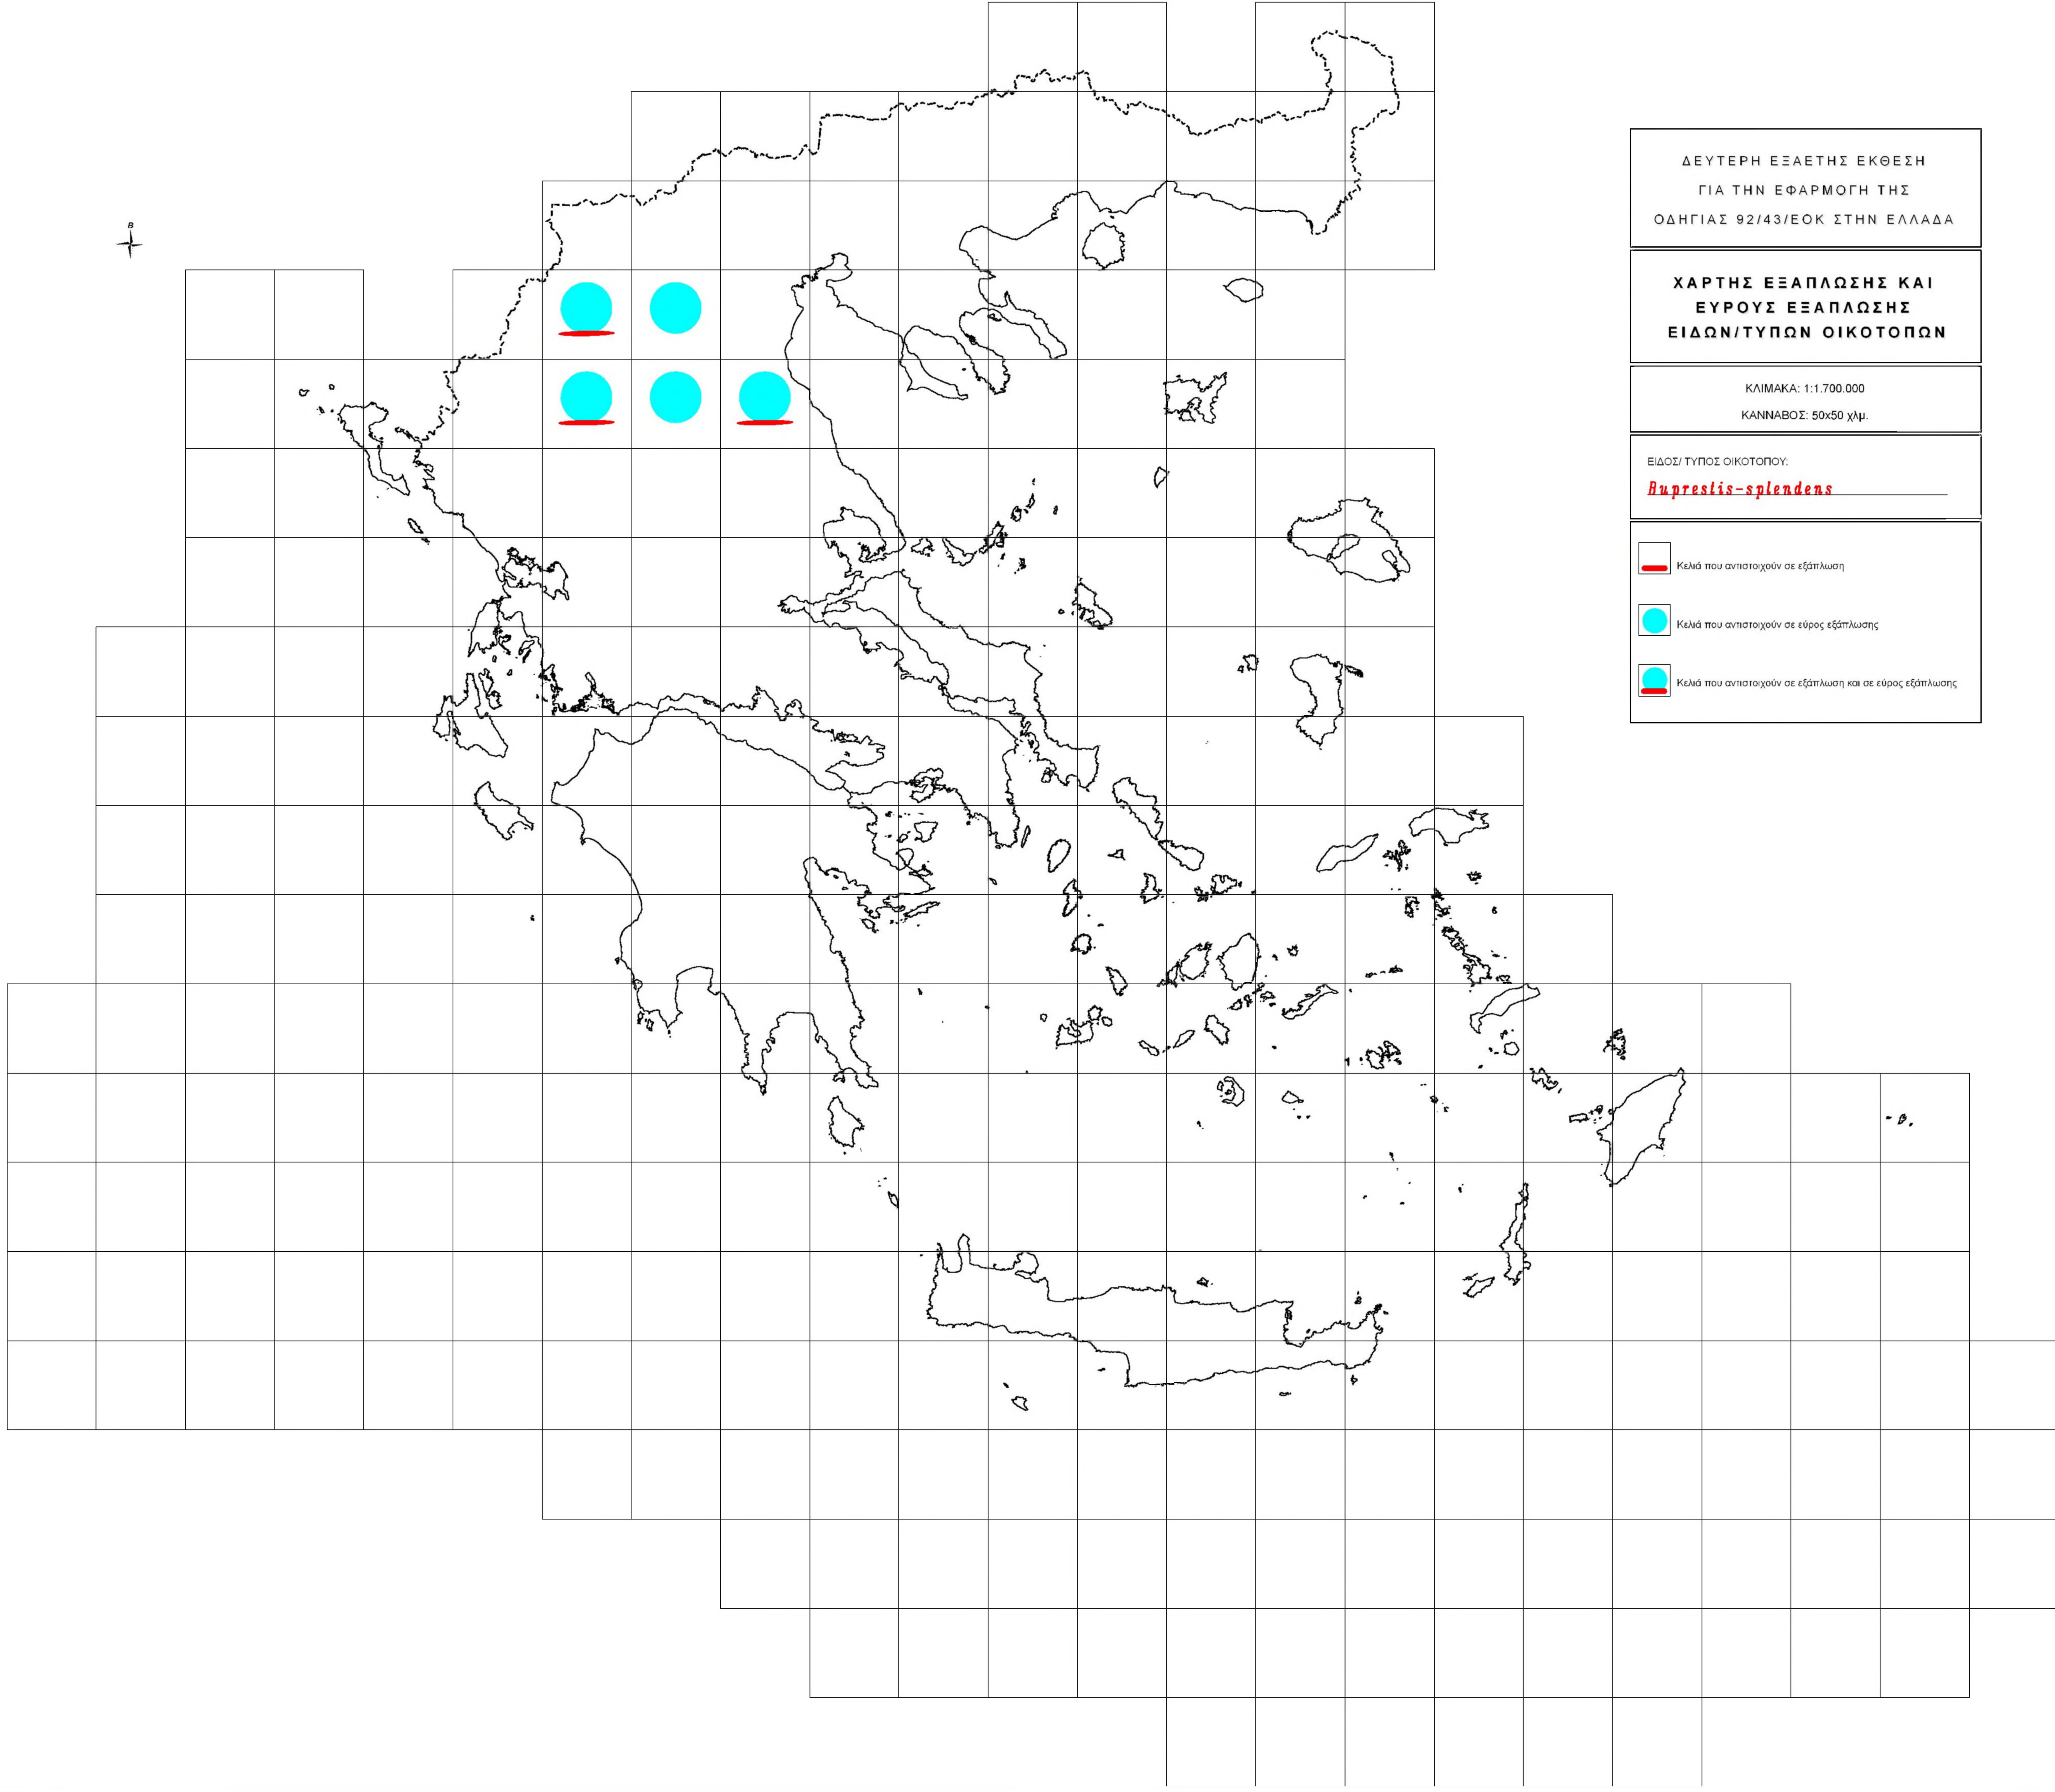 Β
ΔΕΥΤΕΡΗ ΕΞΑΕΤΗΣ ΕΚΘΕΣΗ
ΓΙΑ ΤΗΝ ΕΦΑΡΜΟΓΗ ΤΗΣ
ΟΔΗΓΙΑΣ 92/43/ΕΟΚ ΣΤΗΝ ΕΛΛΑΔΑ
ΧΑΡΤΗΣ ΕΞΑΠΛΩΣΗΣ ΚΑΙ
ΕΥΡΟΥΣ ΕΞΑΠΛΩΣΗΣ
ΕΙΔΩΝ/ΤΥΠΩΝ ΟΙΚΟΤΟΠΩΝ
ΚΛΙΜΑΚΑ: 1:1.700.000
ΚΑΝΝΑΒΟΣ: 50x50 χλμ.
ΕΙΔΟΣ/ ΤΥΠΟΣ ΟΙΚΟΤΟΠΟΥ:
Buprestis-splendens
Κελιά που αντιστοιχούν σε εξάπλωση
Κελιά που αντιστοιχούν σε εύρος εξάπλωσης
Κελιά που αντιστοιχούν σε εξάπλωση και σε εύρος εξάπλωσης